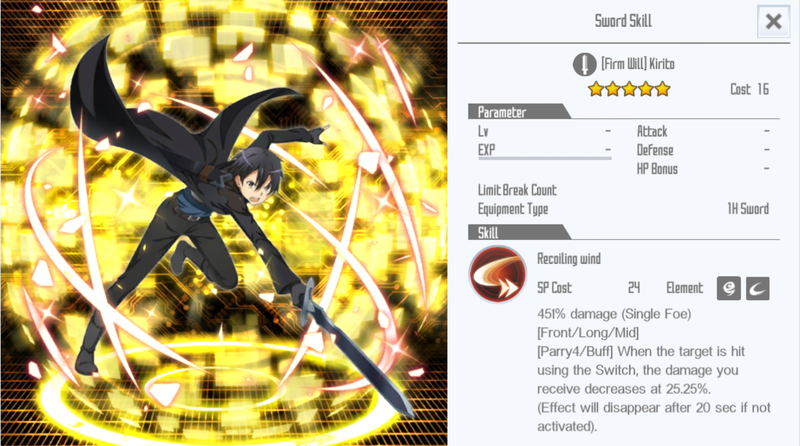 Sword Skill
[Firm Will] Kirito
Cost 16
Parameter
Lv - Attack -
EXP - Defense -
HP Bonus -
Limit Break Count
Equipment Type 1H Sword
Skill
Recoiling wind
SP Cost 24 Element
451% damage (Single Foe)
[Front/Long/Mid]
[Parry4/Buff] When the target is hit
using the Switch, the damage you
receive decreases at 25.25%.
(Effect will disappear after 20 sec if not
activated).